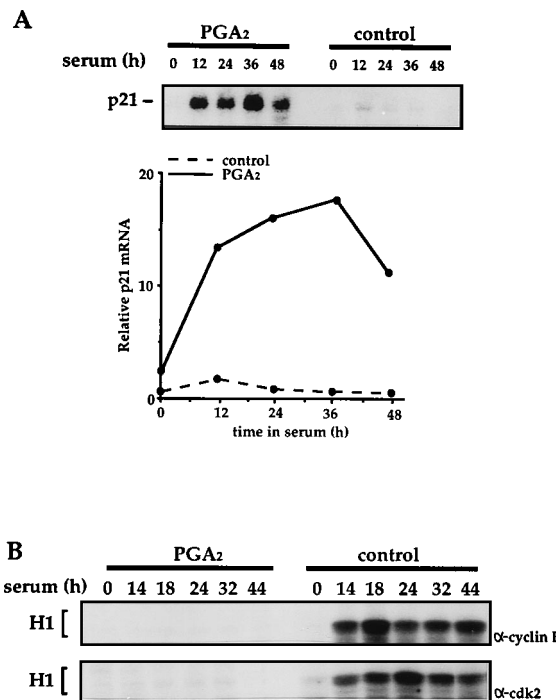 A
PGA2 control
serum (h) 0 12 24 36 48 0 12 24 36 48
p21 –
control
PGA2
20
10
0
Relative p21 mRNA
0 12 24 36 48
time in serum (h)
B
PGA2 control
serum (h) 0 14 18 24 32 44 0 14 18 24 32 44
H1 [ α-cyclin
H1 [ α-cdk2